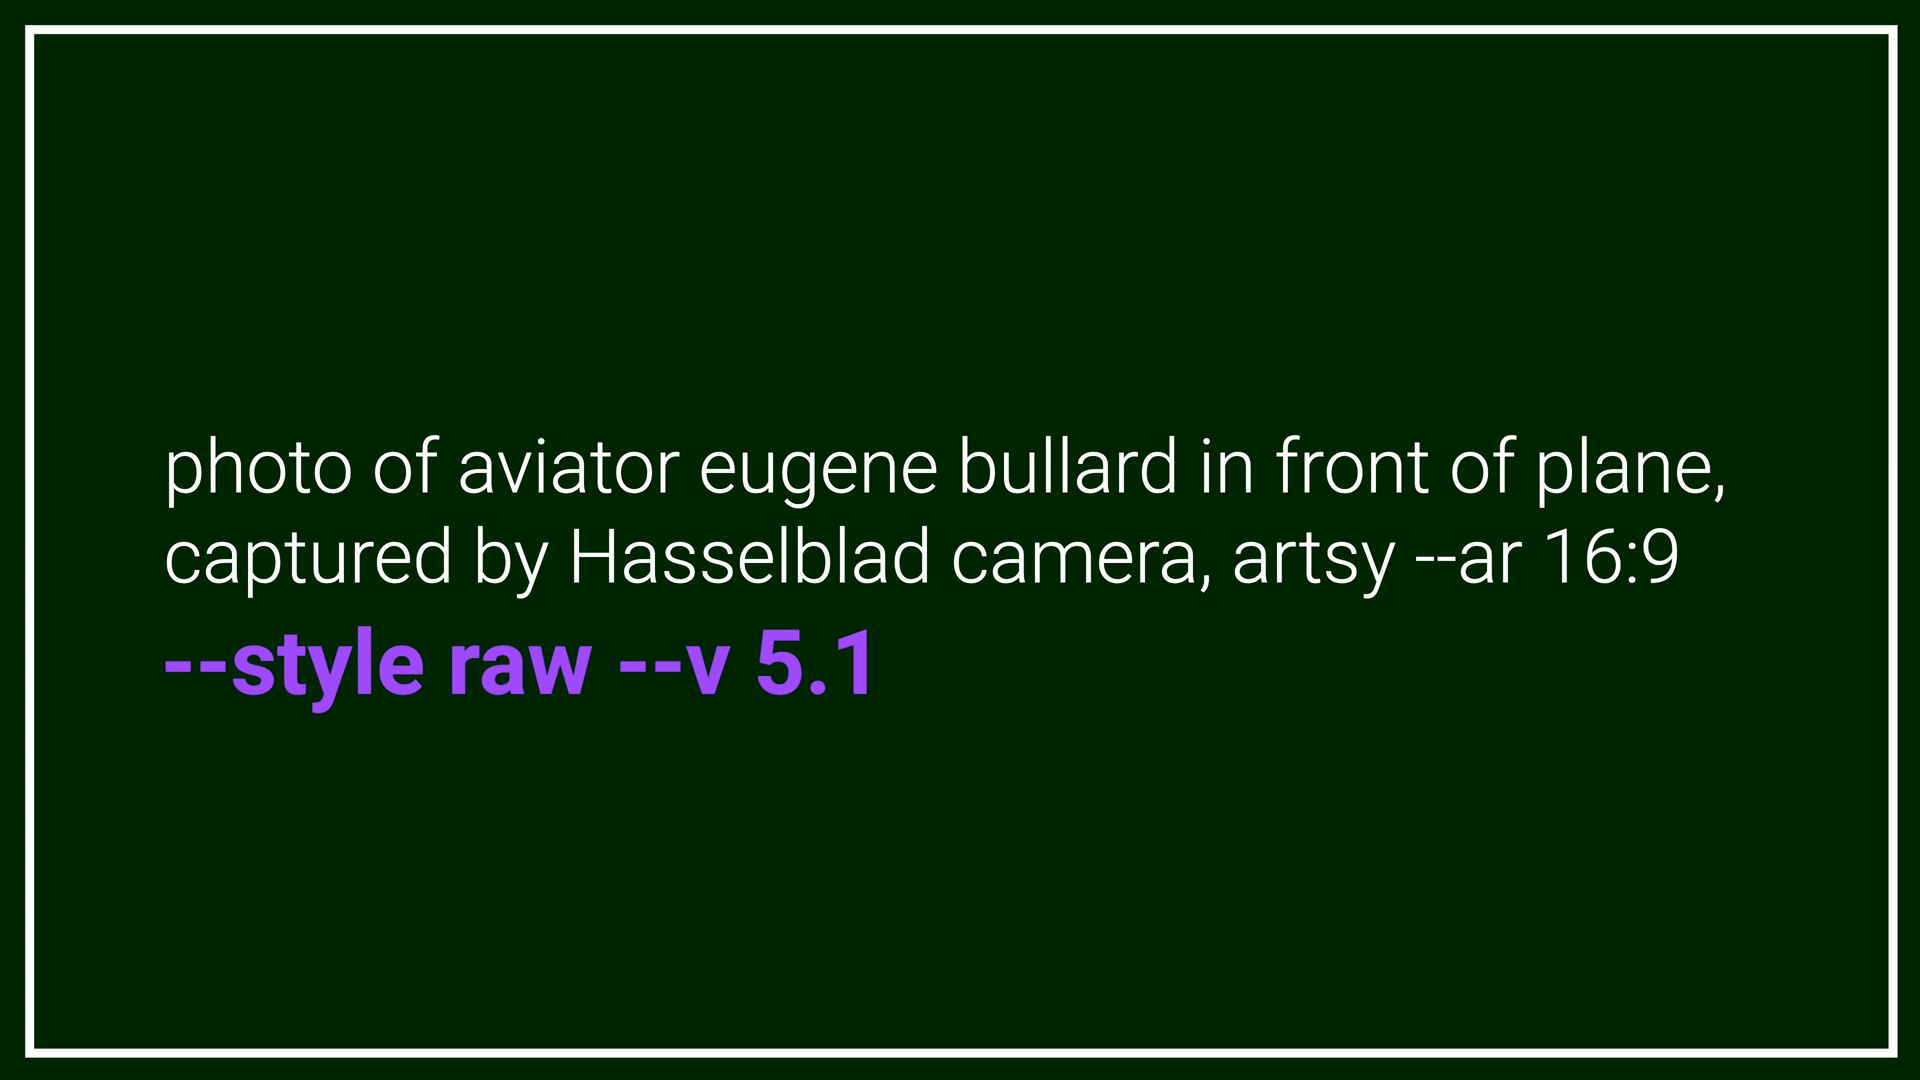 photo of aviator eugene bullard in front of plane,
captured by Hasselblad camera, artsy --ar 16:9
--style raw --v 5.1